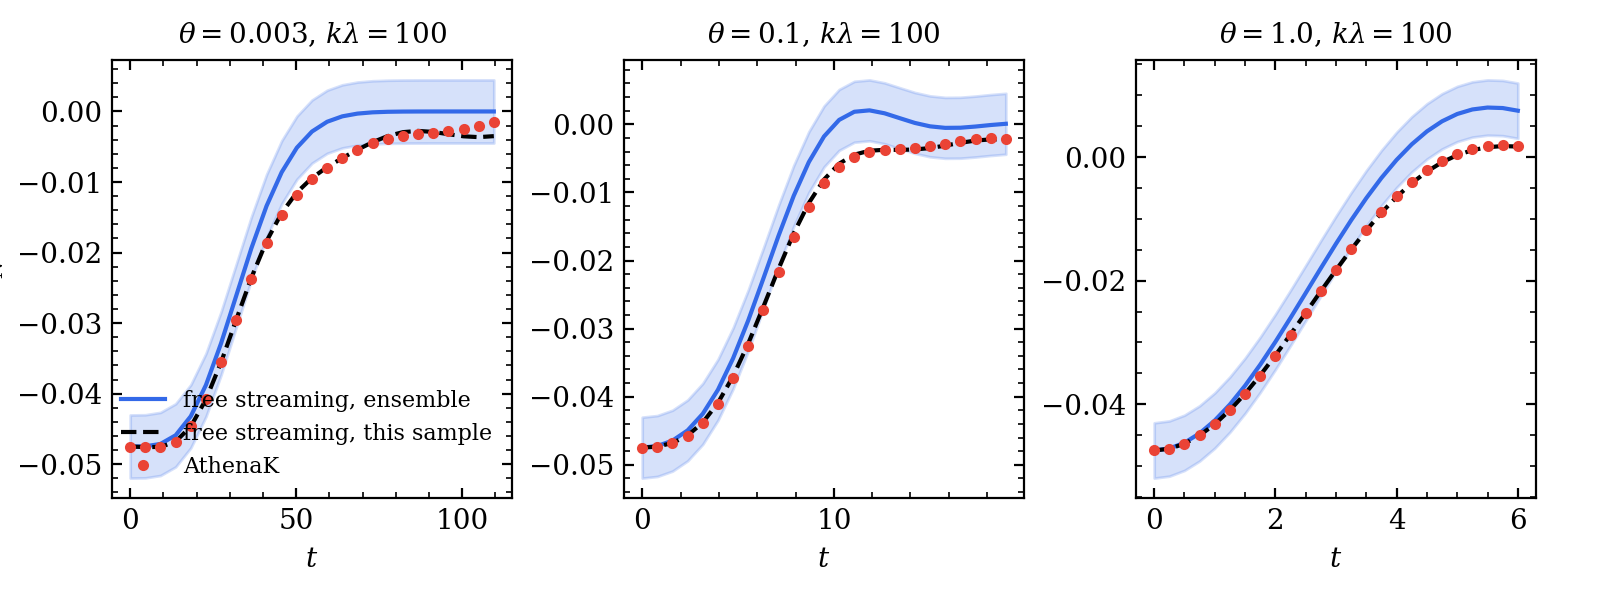 θ = 0.003, kλ = 100
0.00
−0.01
−0.02
−0.03
−0.04
−0.05
0
50
100
t
free streaming, ensemble
free streaming, this sample
AthenaK
θ = 0.1, kλ = 100
0.00
−0.01
−0.02
−0.03
−0.04
−0.05
0
10
t
θ = 1.0, kλ = 100
0.00
−0.02
−0.04
0
2
4
6
t